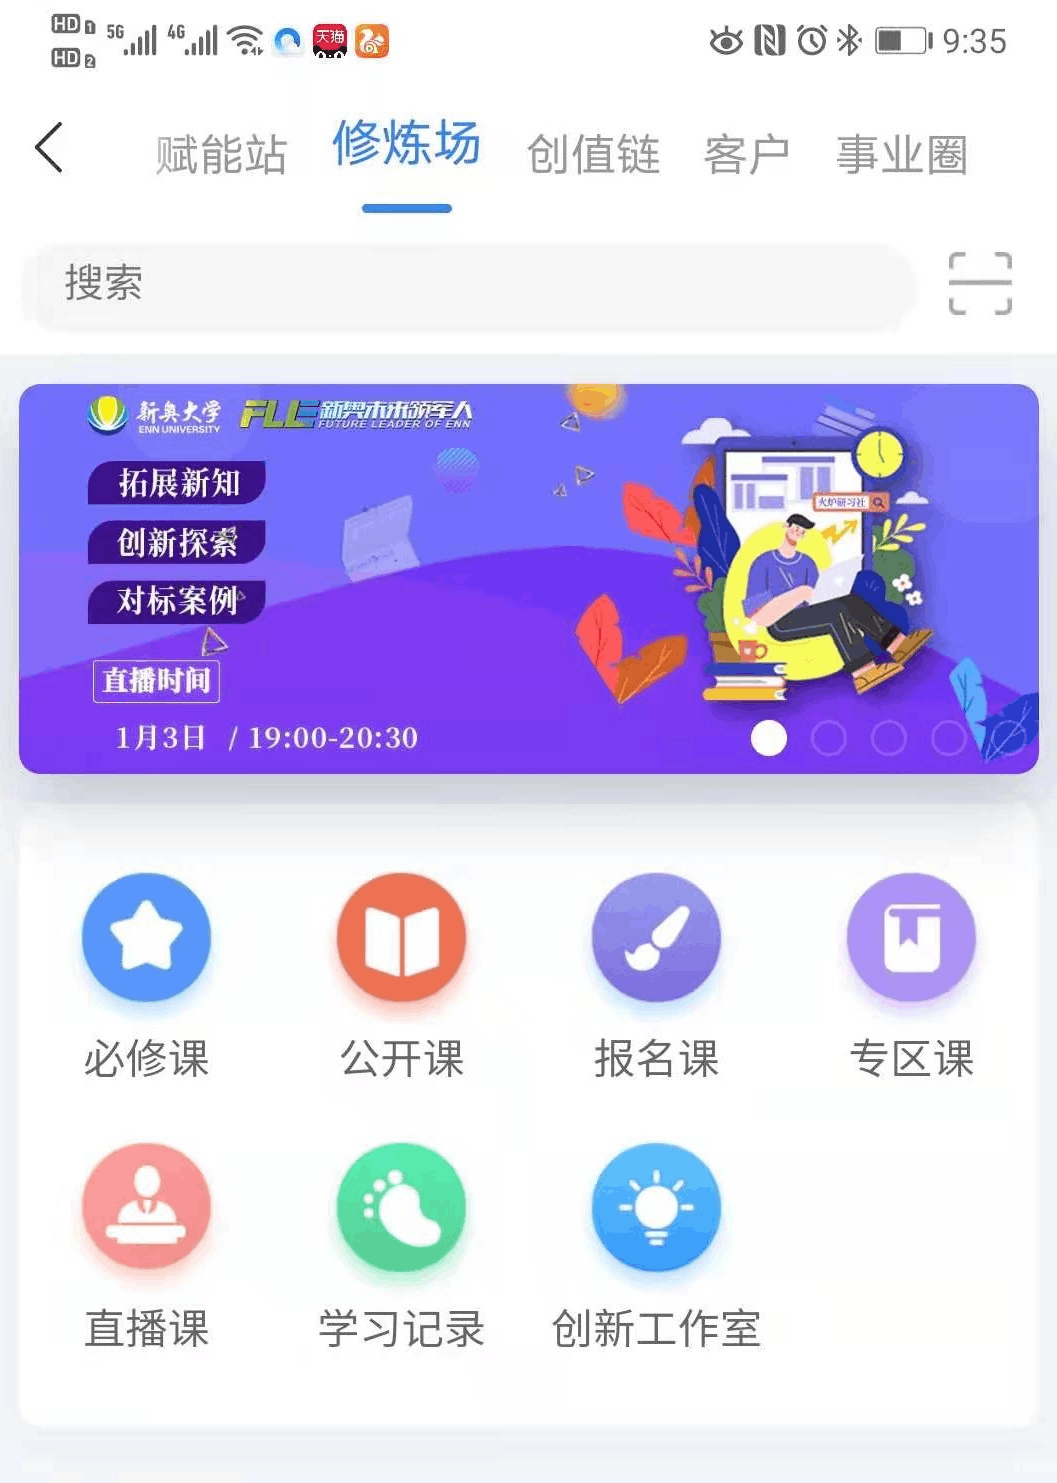 HD 1 5G 4G 天猫 9:35
HD 2
赋能站 修炼场 创值链 客户 事业圈
搜索
新奥大学 FLE新奥未来领军人
ENN UNIVERSITY FUTURE LEADER OF ENN
拓展新知
火炉研习社
创新探索
对标案例
直播时间
1月3日 / 19:00-20:30
必修课 公开课 报名课 专区课
直播课 学习记录 创新工作室